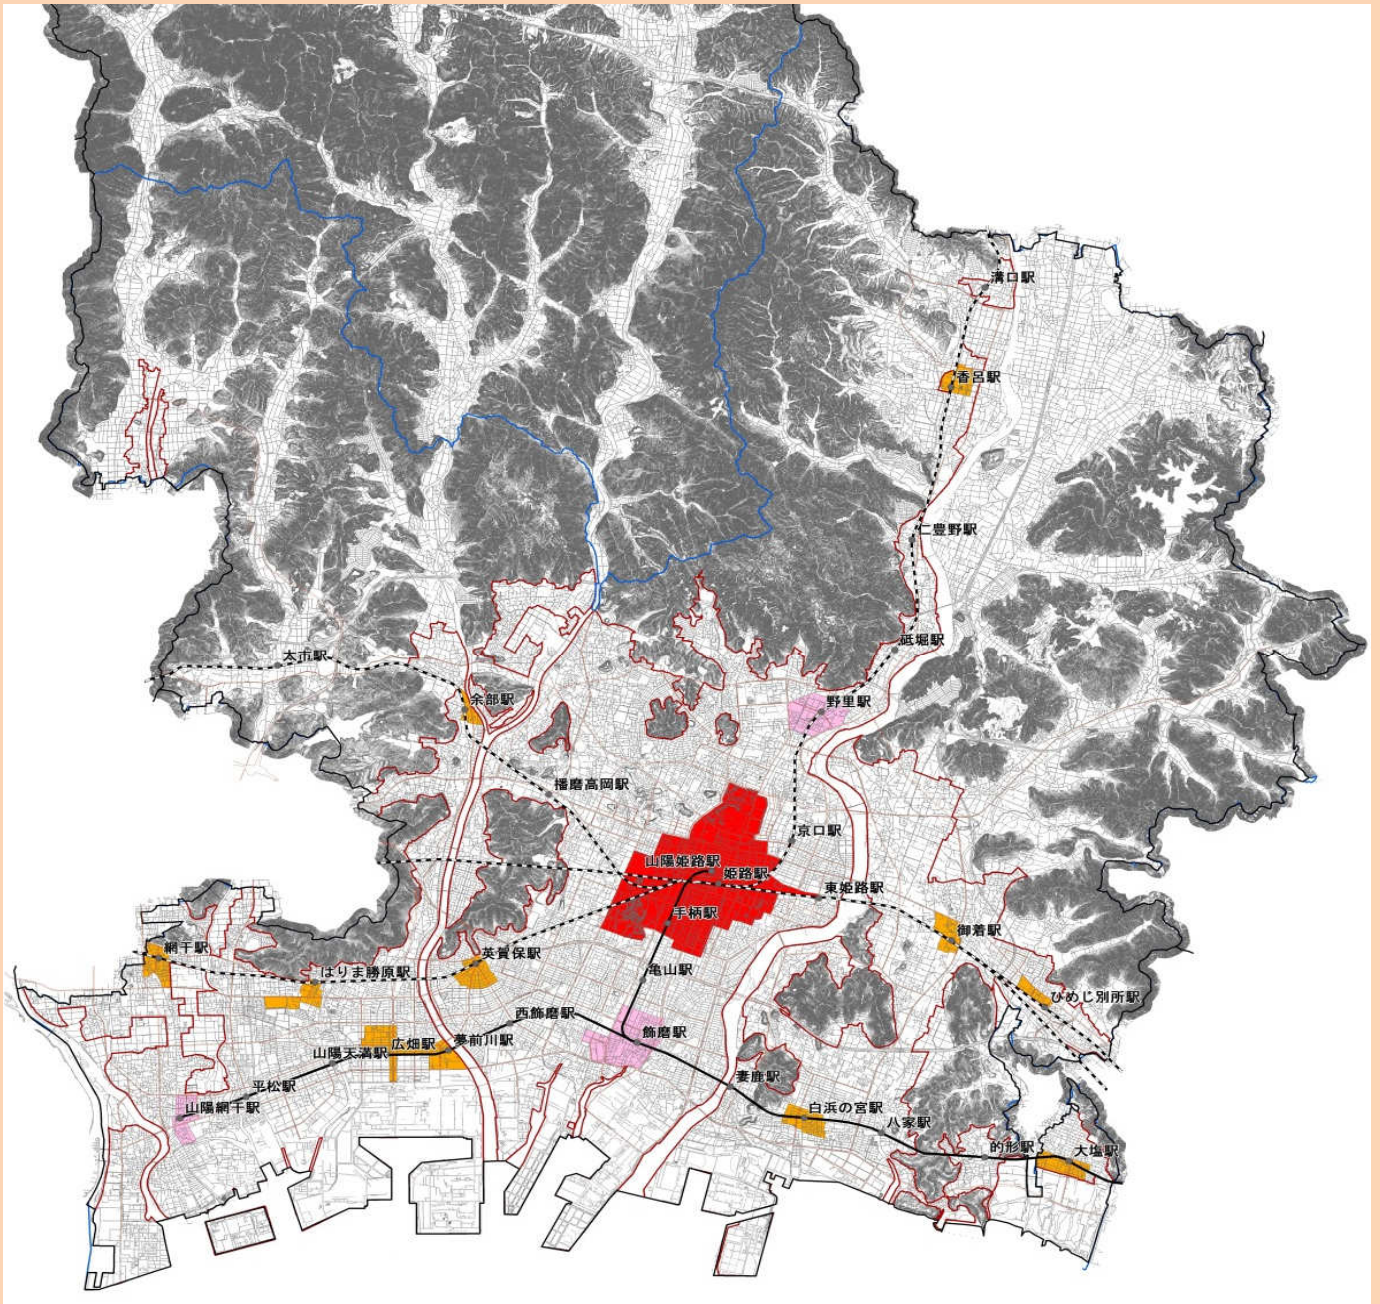 溝口駅
香呂駅
仁豊野駅
砥堀駅
太市駅
余部駅
野里駅
播磨高岡駅
京口駅
山陽姫路駅
姫路駅
東姫路駅
手柄駅
御着駅
網干駅
英賀保駅
はりま勝原駅
亀山駅
ひめじ別所駅
西飾磨駅
飾磨駅
広畑駅
夢前川駅
山陽天満駅
妻鹿駅
平松駅
山陽網干駅
白浜の宮駅
八家駅
的形駅
大塩駅